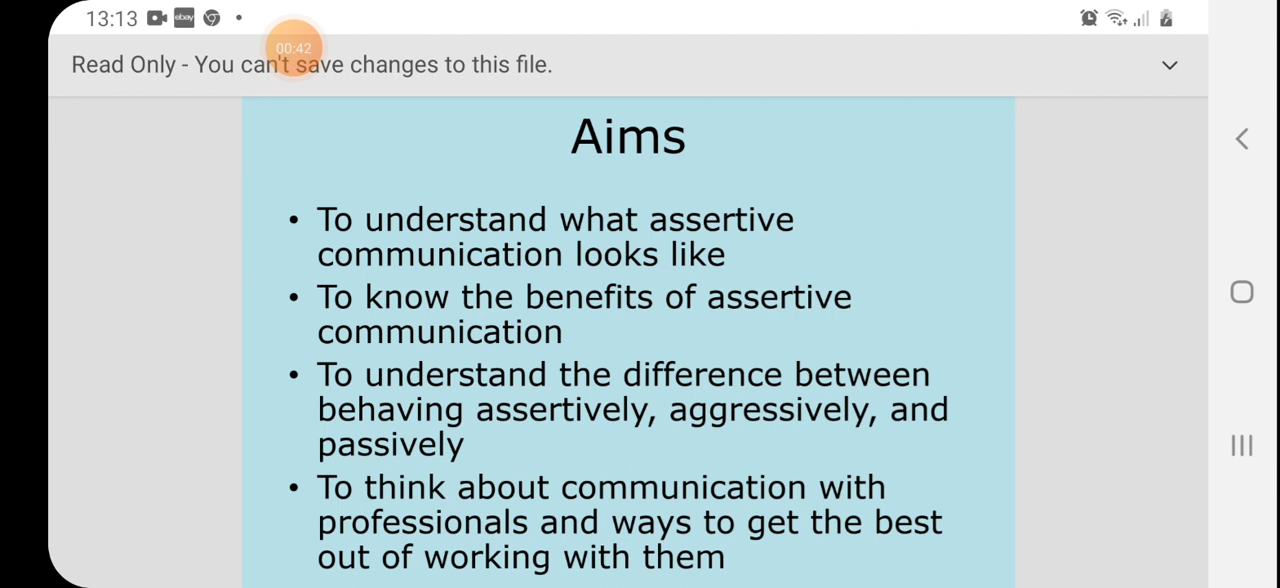 13:13 ebay
00:42
Read Only - You can't save changes to this file.
Aims
• To understand what assertive
communication looks like
• To know the benefits of assertive
communication
• To understand the difference between
behaving assertively, aggressively, and
passively
• To think about communication with
professionals and ways to get the best
out of working with them